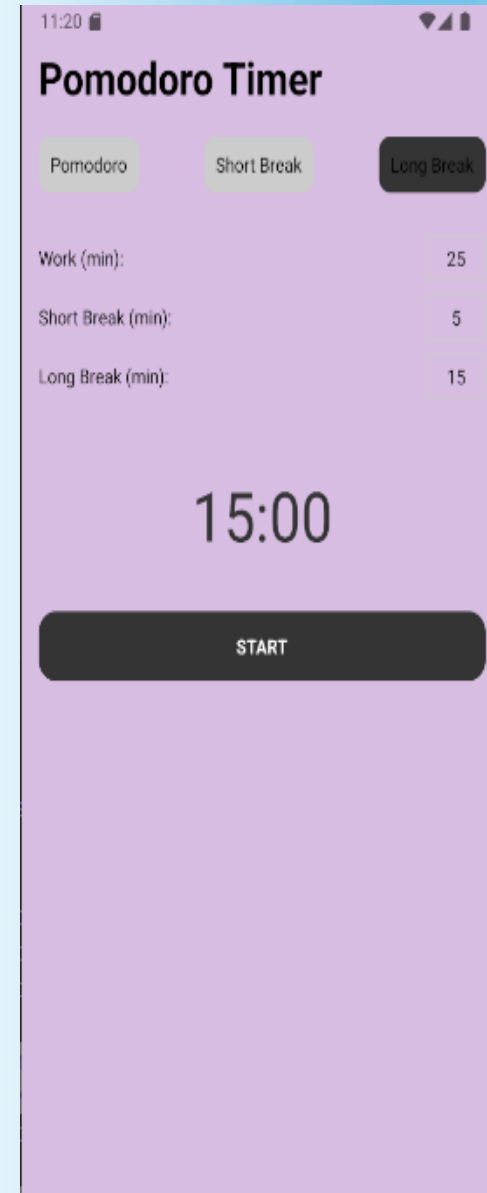 11:20
Pomodoro Timer
Pomodoro Short Break Long Break
Work (min): 25
Short Break (min): 5
Long Break (min): 15
15:00
START